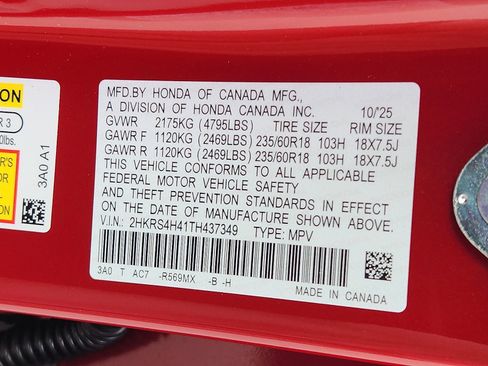 ION
R 3
0lbs.
R'S
3A0 A1
MFD.BY HONDA OF CANADA MFG.,
A DIVISION OF HONDA CANADA INC. 10/'25
GVWR 2175KG (4795LBS) TIRE SIZE RIM SIZE
GAWR F 1120KG (2469LBS) 235/60R18 103H 18X7.5J
GAWR R 1120KG (2469LBS) 235/60R18 103H 18X7.5J
THIS VEHICLE CONFORMS TO ALL APPLICABLE
FEDERAL MOTOR VEHICLE SAFETY
AND THEFT PREVENTION STANDARDS IN EFFECT
ON THE DATE OF MANUFACTURE SHOWN ABOVE.
V.I.N.: 2HKRS4H41TH437349 TYPE: MPV
3A0 T AC7 -R569MX -B -H
MADE IN CANADA